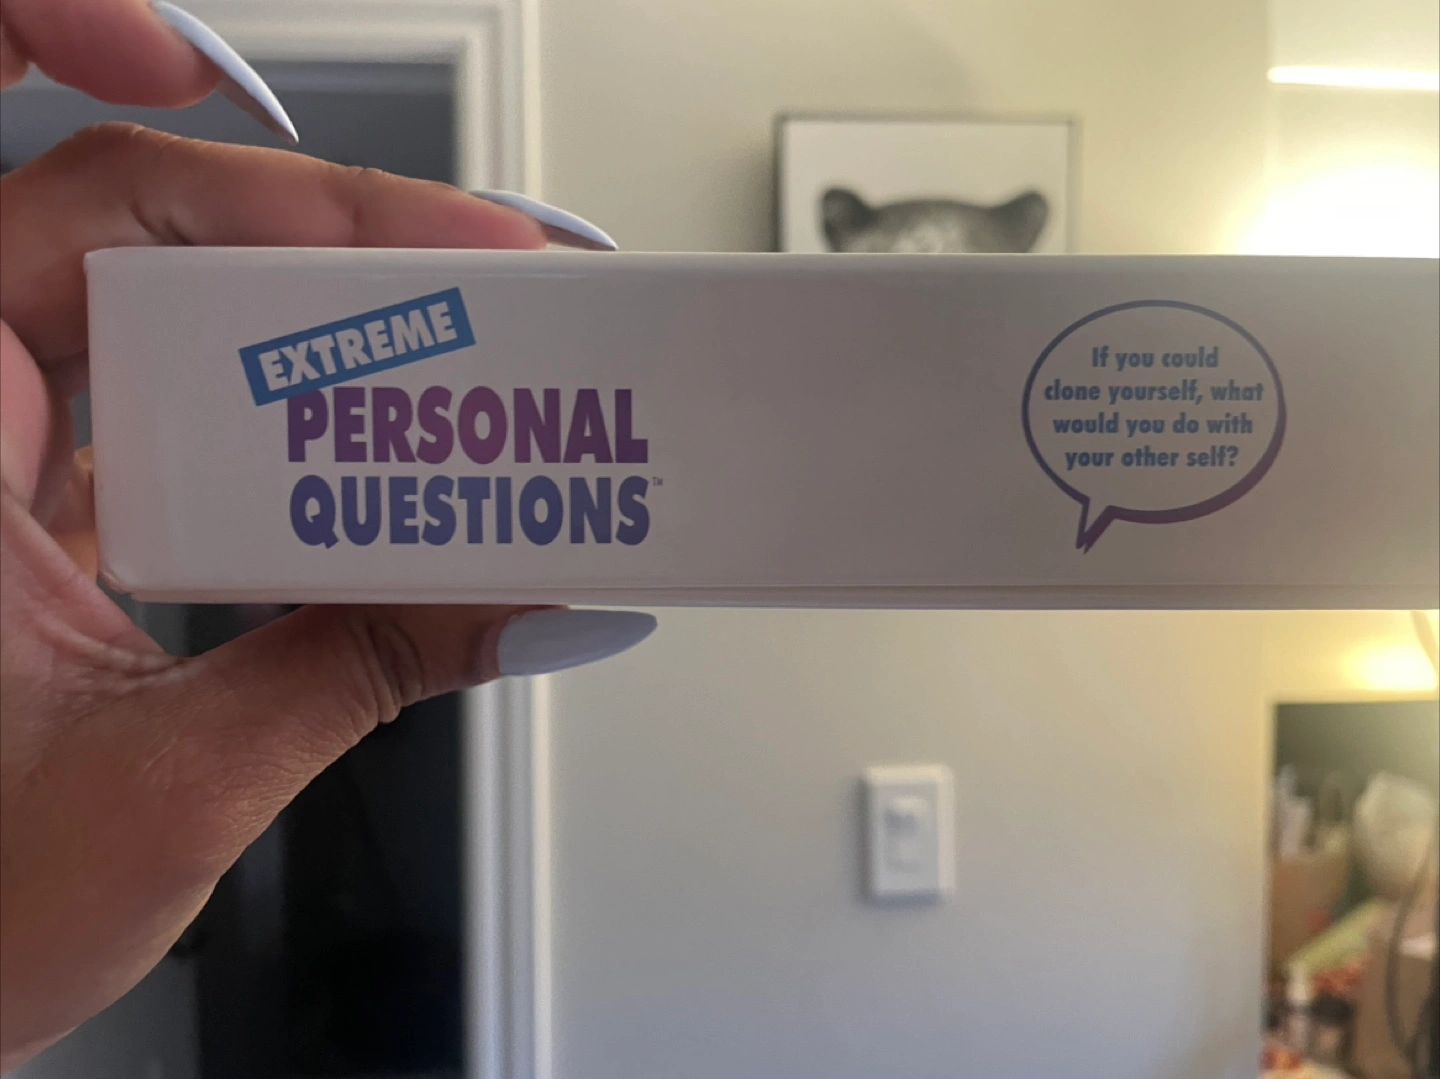 EXTREME
PERSONAL
QUESTIONS™
If you could
clone yourself, what
would you do with
your other self?